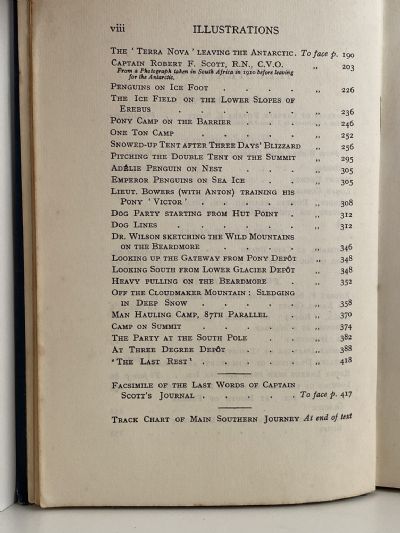 viii ILLUSTRATIONS
THE ‘TERRA NOVA’ LEAVING THE ANTARCTIC. To face p. 190
CAPTAIN ROBERT F. SCOTT, R.N., C.V.O. „ 203
From a Photograph taken in South Africa in 1910 before leaving
for the Antarctic.
PENGUINS ON ICE FOOT . . . . . „ 226
THE ICE FIELD ON THE LOWER SLOPES OF
EREBUS . . . . . . . „ 236
PONY CAMP ON THE BARRIER . . . . „ 246
ONE TON CAMP . . . . . . „ 252
SNOWED-UP TENT AFTER THREE DAYS’ BLIZZARD „ 256
PITCHING THE DOUBLE TENT ON THE SUMMIT „ 295
ADÉLIE PENGUIN ON NEST . . . . „ 305
EMPEROR PENGUINS ON SEA ICE . . . „ 305
LIEUT. BOWERS (WITH ANTON) TRAINING HIS
PONY ‘VICTOR’ . . . . . „ 308
DOG PARTY STARTING FROM HUT POINT . „ 312
DOG LINES . . . . . . . „ 312
DR. WILSON SKETCHING THE WILD MOUNTAINS
ON THE BEARDMORE . . . . „ 346
LOOKING UP THE GATEWAY FROM PONY DEPÔT „ 348
LOOKING SOUTH FROM LOWER GLACIER DEPÔT „ 348
HEAVY PULLING ON THE BEARDMORE . . „ 352
OFF THE CLOUDMAKER MOUNTAIN : SLEDGING
IN DEEP SNOW . . . . . „ 358
MAN HAULING CAMP, 87TH PARALLEL . „ 370
CAMP ON SUMMIT . . . . . „ 374
THE PARTY AT THE SOUTH POLE . . . „ 382
AT THREE DEGREE DEPÔT . . . . „ 388
‘THE LAST REST’ . . . . . . „ 418
FACSIMILE OF THE LAST WORDS OF CAPTAIN
SCOTT’S JOURNAL . . . . . To face p. 417
TRACK CHART OF MAIN SOUTHERN JOURNEY At end of text